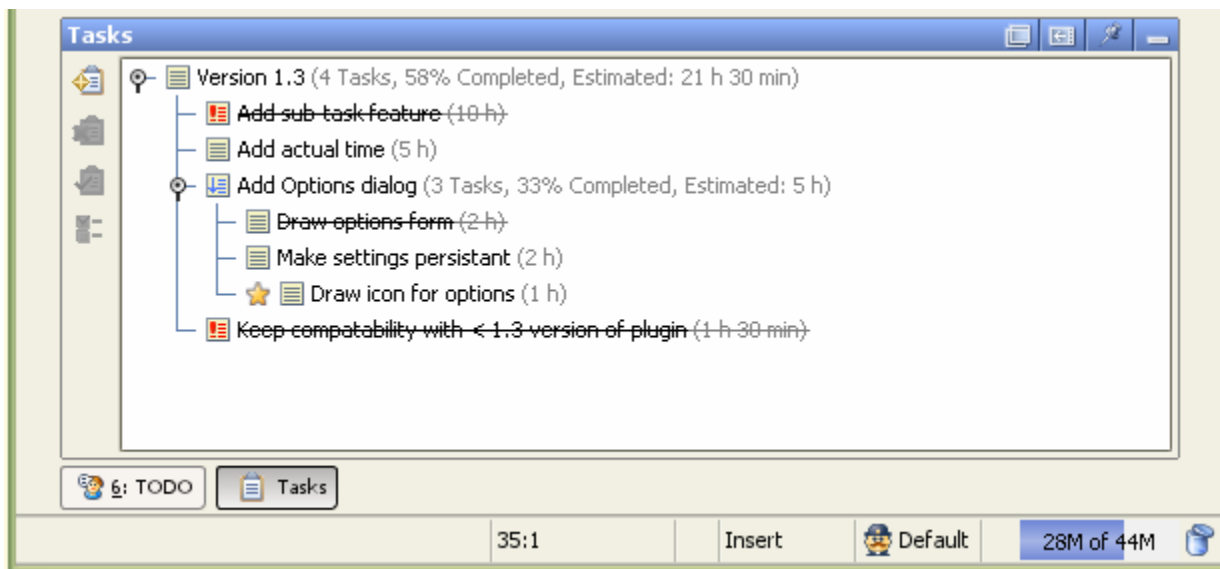 Tasks
Version 1.3 (4 Tasks, 58% Completed, Estimated: 21 h 30 min)
Add sub-task feature (10 h)
Add actual time (5 h)
Add Options dialog (3 Tasks, 33% Completed, Estimated: 5 h)
Draw options form (2 h)
Make settings persistant (2 h)
Draw icon for options (1 h)
Keep compatability with < 1.3 version of plugin (1 h 30 min)
6: TODO Tasks
35:1 Insert Default 28M of 44M